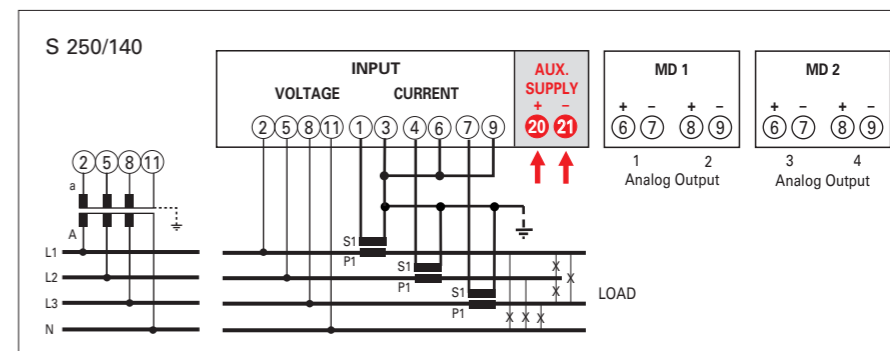 S 250/140
INPUT
VOLTAGE CURRENT
2 5 8 11 1 3 4 6 7 9
AUX.
SUPPLY
+ −
20 21
MD 1
+ − + −
6 7 8 9
1 2
Analog Output
MD 2
+ − + −
6 7 8 9
3 4
Analog Output
2 5 8 11
a
A
L1
L2
L3
N
S1
P1
S1
P1
S1
P1
X
X
X
X X X
LOAD